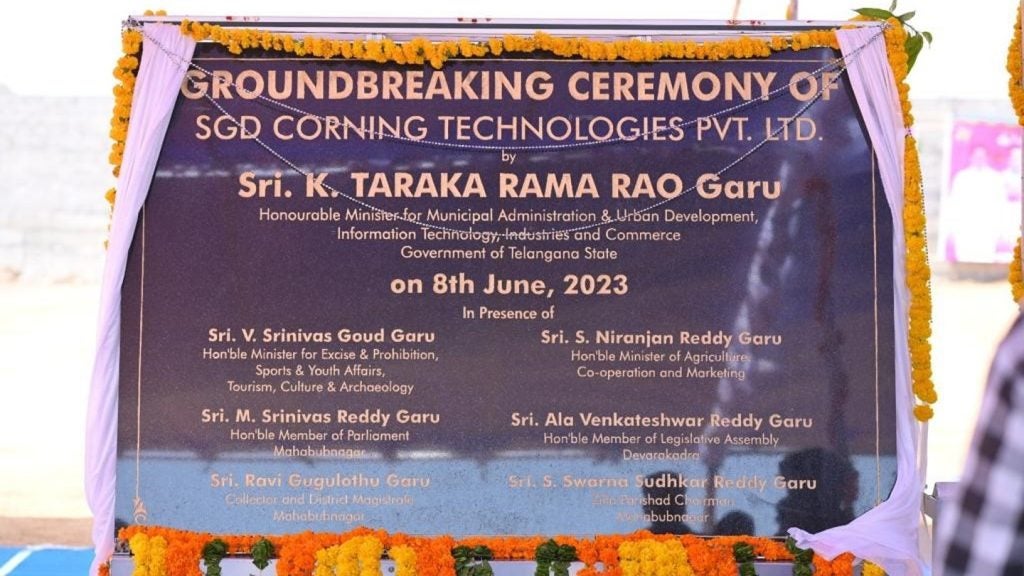 GROUNDBREAKING CEREMONY OF
SGD CORNING TECHNOLOGIES PVT. LTD.
by
Sri. K. TARAKA RAMA RAO Garu
Honourable Minister for Municipal Administration & Urban Development,
Information Technology, Industries and Commerce
Government of Telangana State
on 8th June, 2023
In Presence of
Sri. V. Srinivas Goud Garu
Hon'ble Minister for Excise & Prohibition,
Sports & Youth Affairs,
Tourism, Culture & Archaeology
Sri. S. Niranjan Reddy Garu
Hon'ble Minister of Agriculture,
Co-operation and Marketing
Sri. M. Srinivas Reddy Garu
Hon'ble Member of Parliament
Mahabubnagar
Sri. Ala Venkateshwar Reddy Garu
Hon'ble Member of Legislative Assembly
Devarakadra
Sri. Ravi Gugulothu Garu
Collector and District Magistrate
Mahabubnagar
Sri. S. Swarna Sudhkar Reddy Garu
Zilla Parishad Chairman
Mahabubnagar